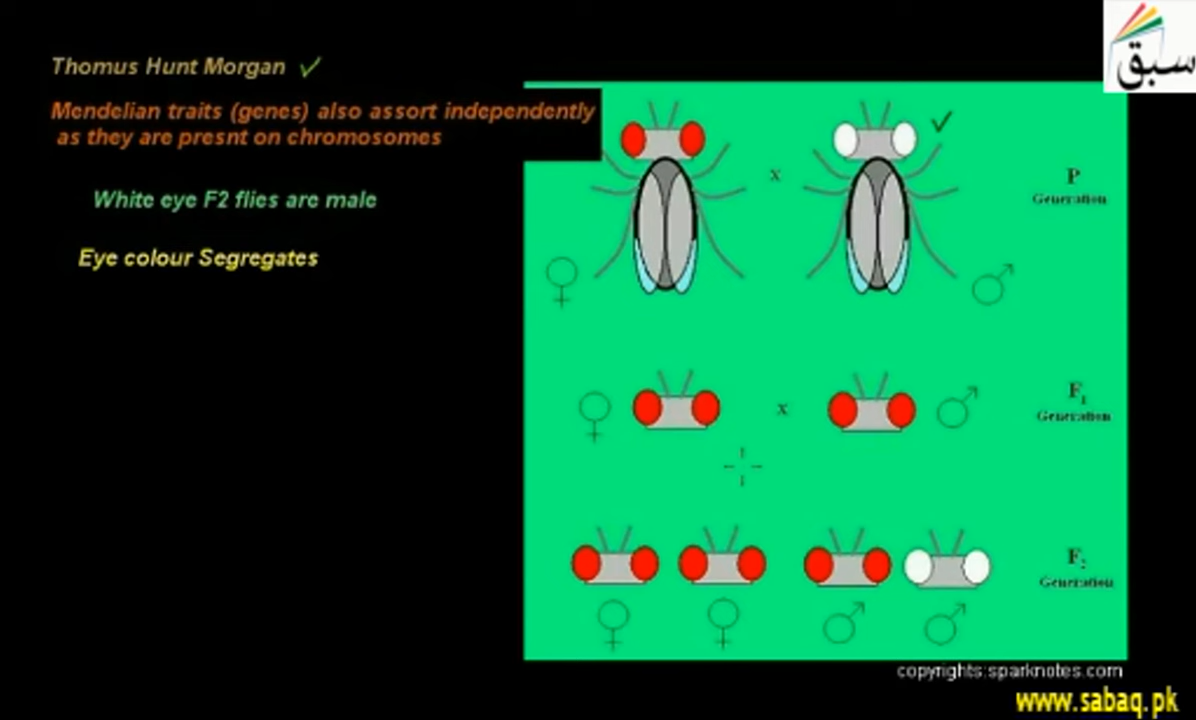 سبق
Thomus Hunt Morgan ✓
Mendelian traits (genes) also assort independently
as they are presnt on chromosomes
White eye F2 flies are male
Eye colour Segregates
x
P
Generation
♀
♂
♀
x
♂
F1
Generation
F2
Generation
♀ ♀ ♂ ♂
copyrights:sparknotes.com
www.sabaq.pk